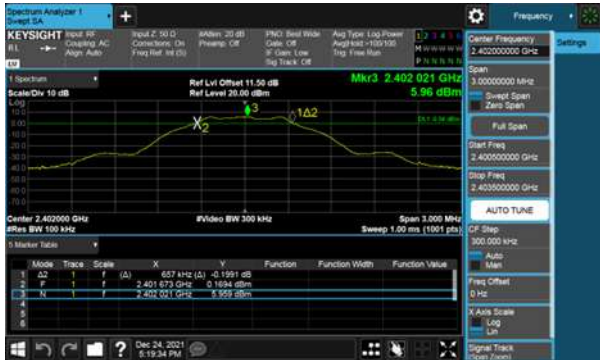 Spectrum Analyzer 1
Swept SA
+
Frequency
Settings
KEYSIGHT
Input: RF
Coupling: AC
Align: Auto
Input Z: 50 Ω
Corrections: On
Freq Ref: Int (S)
#Atten: 20 dB
Preamp: Off
PNO: Best Wide
Gate: Off
IF Gain: Low
Sig Track: Off
Avg Type: Log-Power
Avg|Hold: >100/100
Trig: Free Run
1 Spectrum
Scale/Div 10 dB
Log
Ref Lvl Offset 11.50 dB
Ref Level 20.00 dBm
Mkr3 2.402 021 GHz
5.96 dBm
3
1Δ2
2
Center 2.402000 GHz
#Res BW 100 kHz
#Video BW 300 kHz
Span 3.000 MHz
Sweep 1.00 ms (1001 pts)
5 Marker Table
Mode Trace Scale X Y Function Function Width Function Value
1 Δ2 1 f (Δ) 657 kHz (Δ) -0.1991 dB
2 F 1 f 2.401 673 GHz 0.1694 dBm
3 N 1 f 2.402 021 GHz 5.959 dBm
4
5
6
Center Frequency
2.402000000 GHz
Span
3.00000000 MHz
Swept Span
Zero Span
Full Span
Start Freq
2.400500000 GHz
Stop Freq
2.403500000 GHz
AUTO TUNE
CF Step
300.000 kHz
Auto
Man
Freq Offset
0 Hz
X Axis Scale
Log
Lin
Signal Track
(Span Zoom)
?
Dec 24, 2021
5:19:34 PM